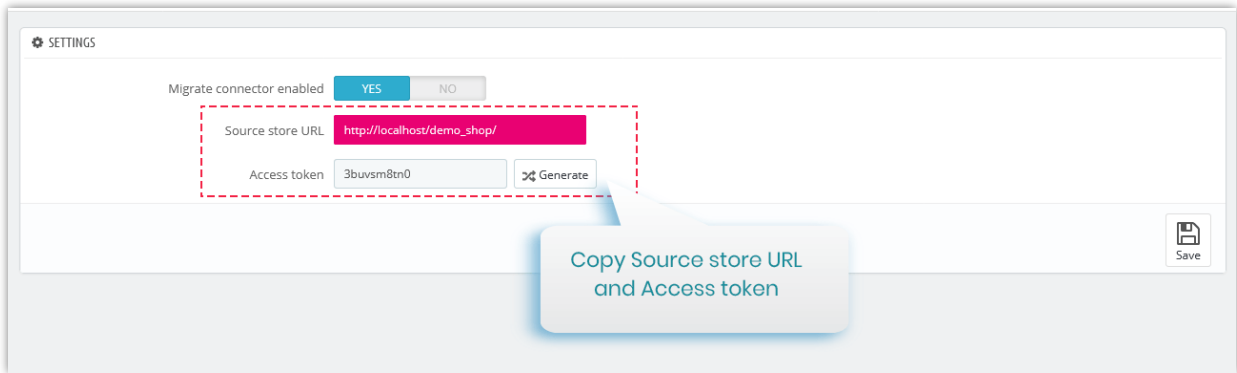 SETTINGS
Migrate connector enabled YES NO
Source store URL http://localhost/demo_shop/
Access token 3buvsm8tn0 Generate
Save
Copy Source store URL
and Access token